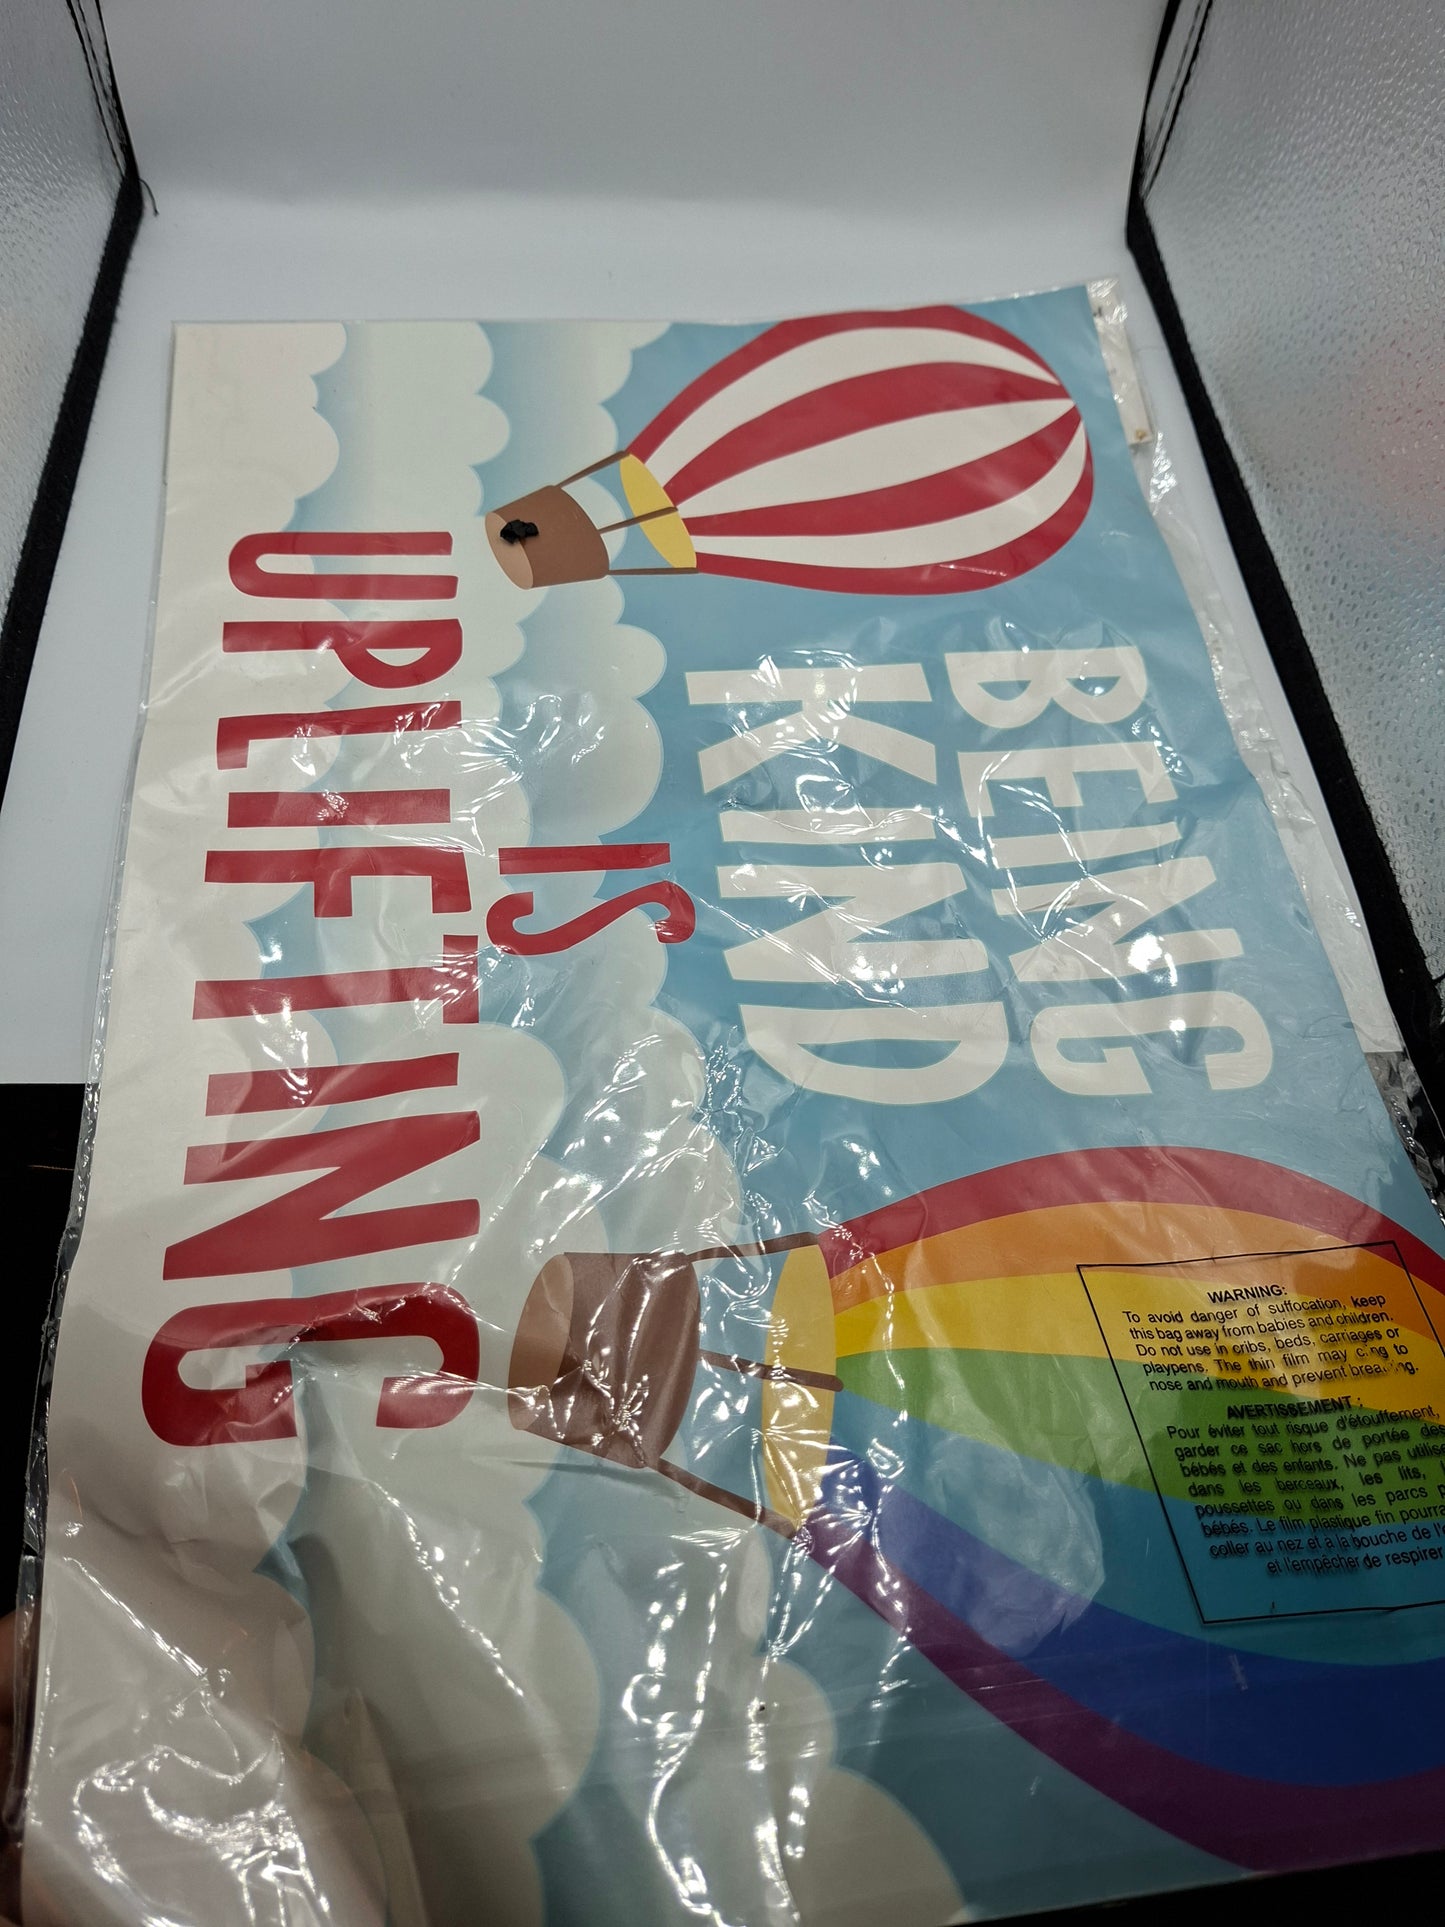 BEING
KIND
IS
UPLIFTING
WARNING:
To avoid danger of suffocation, keep
this bag away from babies and children.
Do not use in cribs, beds, carriages or
playpens. The thin film may cling to
nose and mouth and prevent breathing.
AVERTISSEMENT :
Pour éviter tout risque d'étouffement,
garder ce sac hors de portée des
bébés et des enfants. Ne pas utilis
dans les berceaux, les lits, l
poussettes ou dans les parcs p
bébés. Le film plastique fin pourra
coller au nez et à la bouche de l'
et l'empêcher de respirer